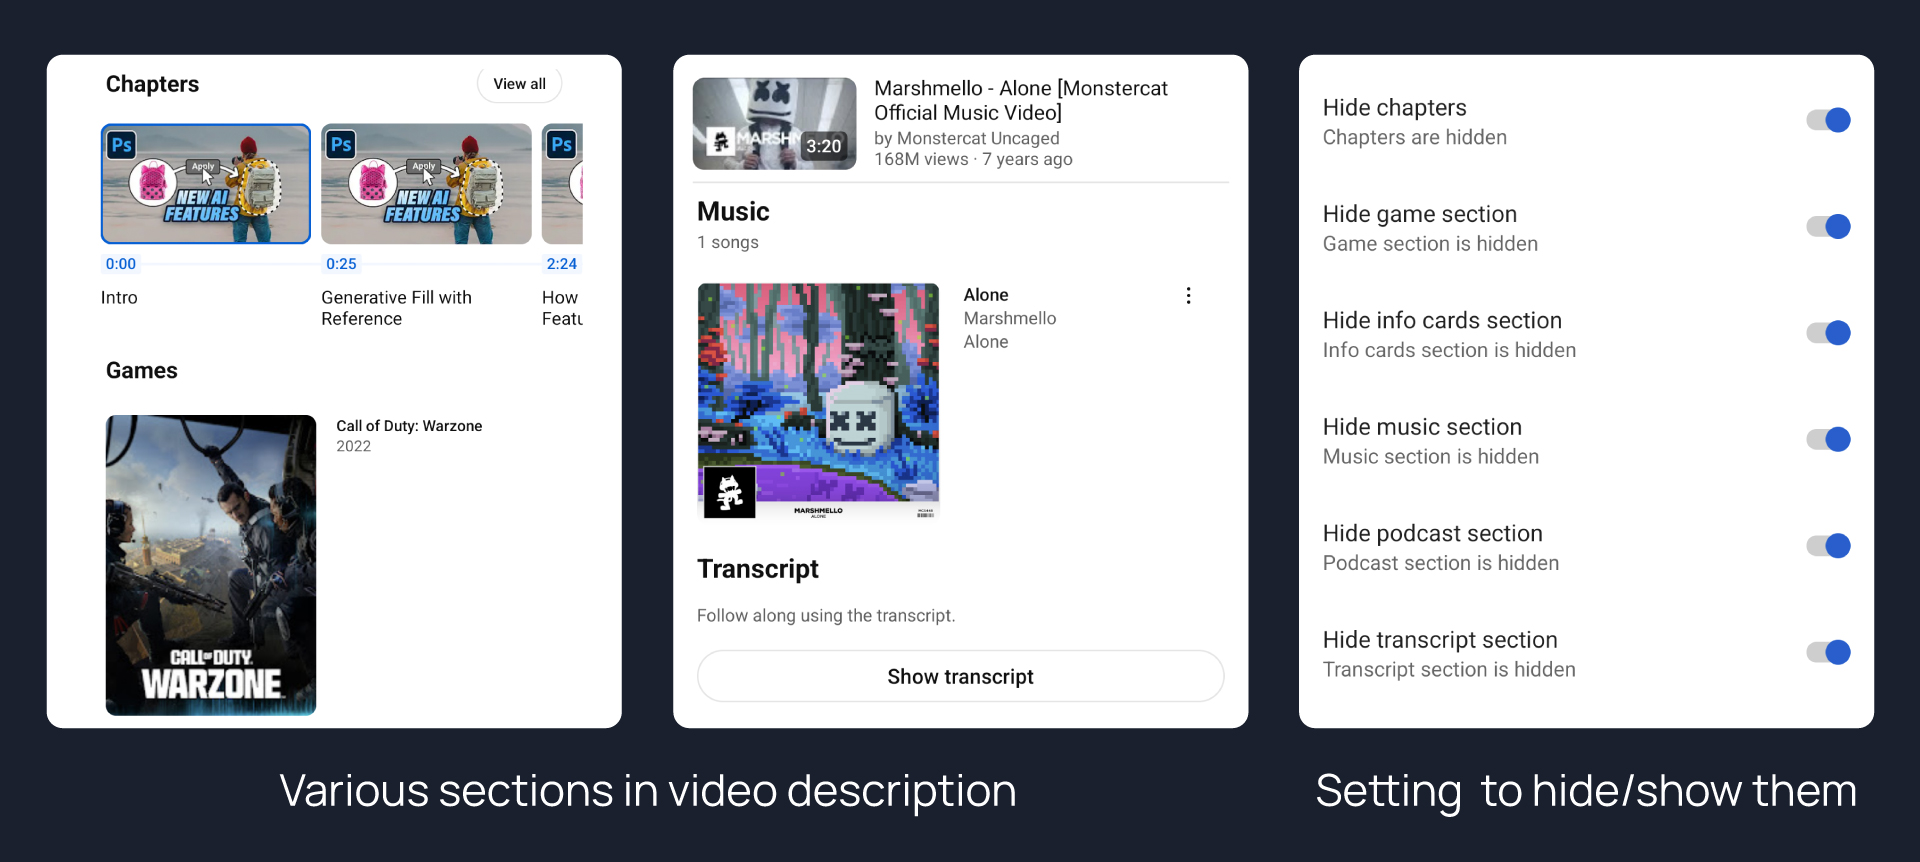 Chapters
View all
Ps
Apply
NEW AI
FEATURES
Ps
Apply
NEW AI
FEATURES
Ps
0:00
0:25
2:24
Intro
Generative Fill with
Reference
How
Featu
Games
Call of Duty: Warzone
2022
CALL OF DUTY
WARZONE
MARSHM
3:20
Marshmello - Alone [Monstercat
Official Music Video]
by Monstercat Uncaged
168M views · 7 years ago
Music
1 songs
Alone
Marshmello
Alone
MARSHMELLO
ALONE
Transcript
Follow along using the transcript.
Show transcript
Hide chapters
Chapters are hidden
Hide game section
Game section is hidden
Hide info cards section
Info cards section is hidden
Hide music section
Music section is hidden
Hide podcast section
Podcast section is hidden
Hide transcript section
Transcript section is hidden
Various sections in video description
Setting to hide/show them